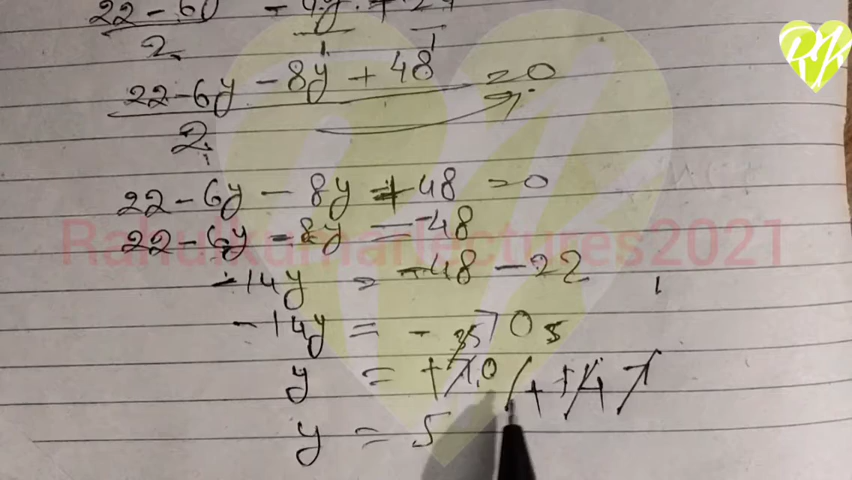 22-6y - 8y + 48 = 0
2
22-6y - 8y + 48 = 0
22-6y - 8y = -48
-14y = -48 - 22
-14y = - 70
y = +70/+14
y = 5
Rahulkumarlectures2021
RK